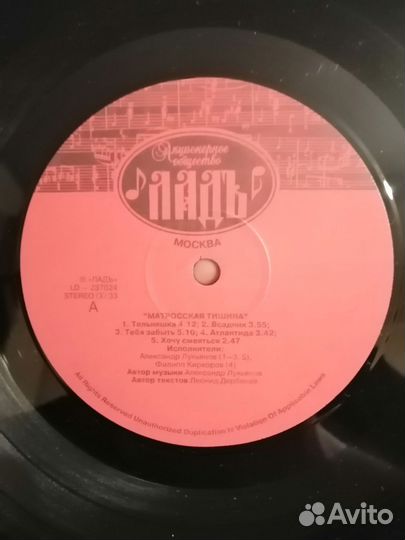 Акционерное
общество
ЛАДЪ
МОСКВА
℗ «ЛАДЪ»
LD — 237624
STEREO 33
A
"МАТРОССКАЯ ТИШИНА"
1. Тельняшка 4.12; 2. Всадник 3.55;
3. Тебя забыть 5.10; 4. Атлантида 3.42;
5. Хочу смеяться 2.47
Исполнители:
Александр Лукьянов (1—3, 5),
Филипп Киркоров (4)
Автор музыки Александр Лукьянов
Автор текстов Леонид Дербенев
All Rights Reserved Unauthorized Duplication Is Violation Of Applicable Laws
Avito